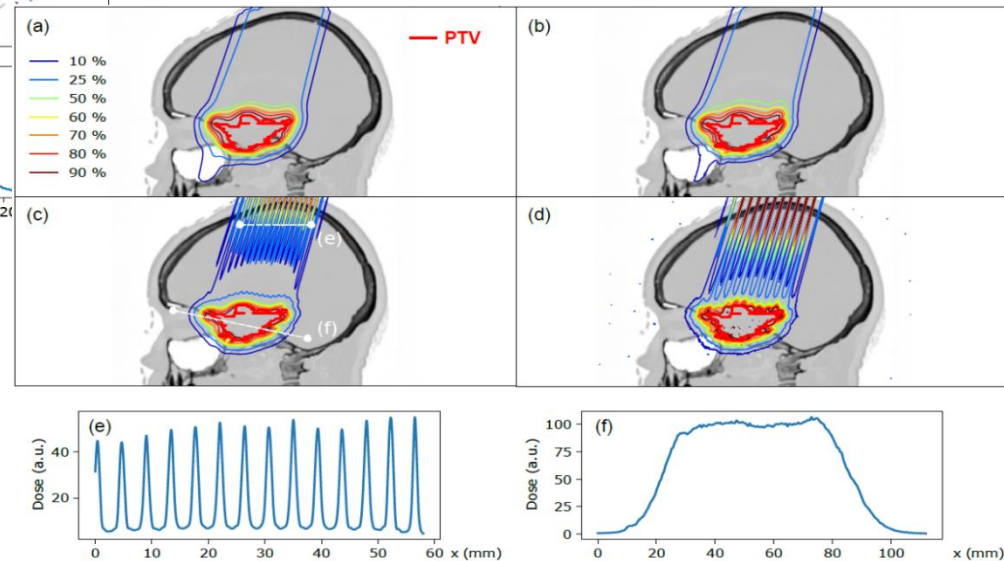 (a)
PTV
10 %
25 %
50 %
60 %
70 %
80 %
90 %
(b)
20
(c)
(e)
(f)
(d)
(e)
Dose (a.u.)
40
20
0 10 20 30 40 50 60 x (mm)
(f)
Dose (a.u.)
100
75
50
25
0
0 20 40 60 80 100 x (mm)